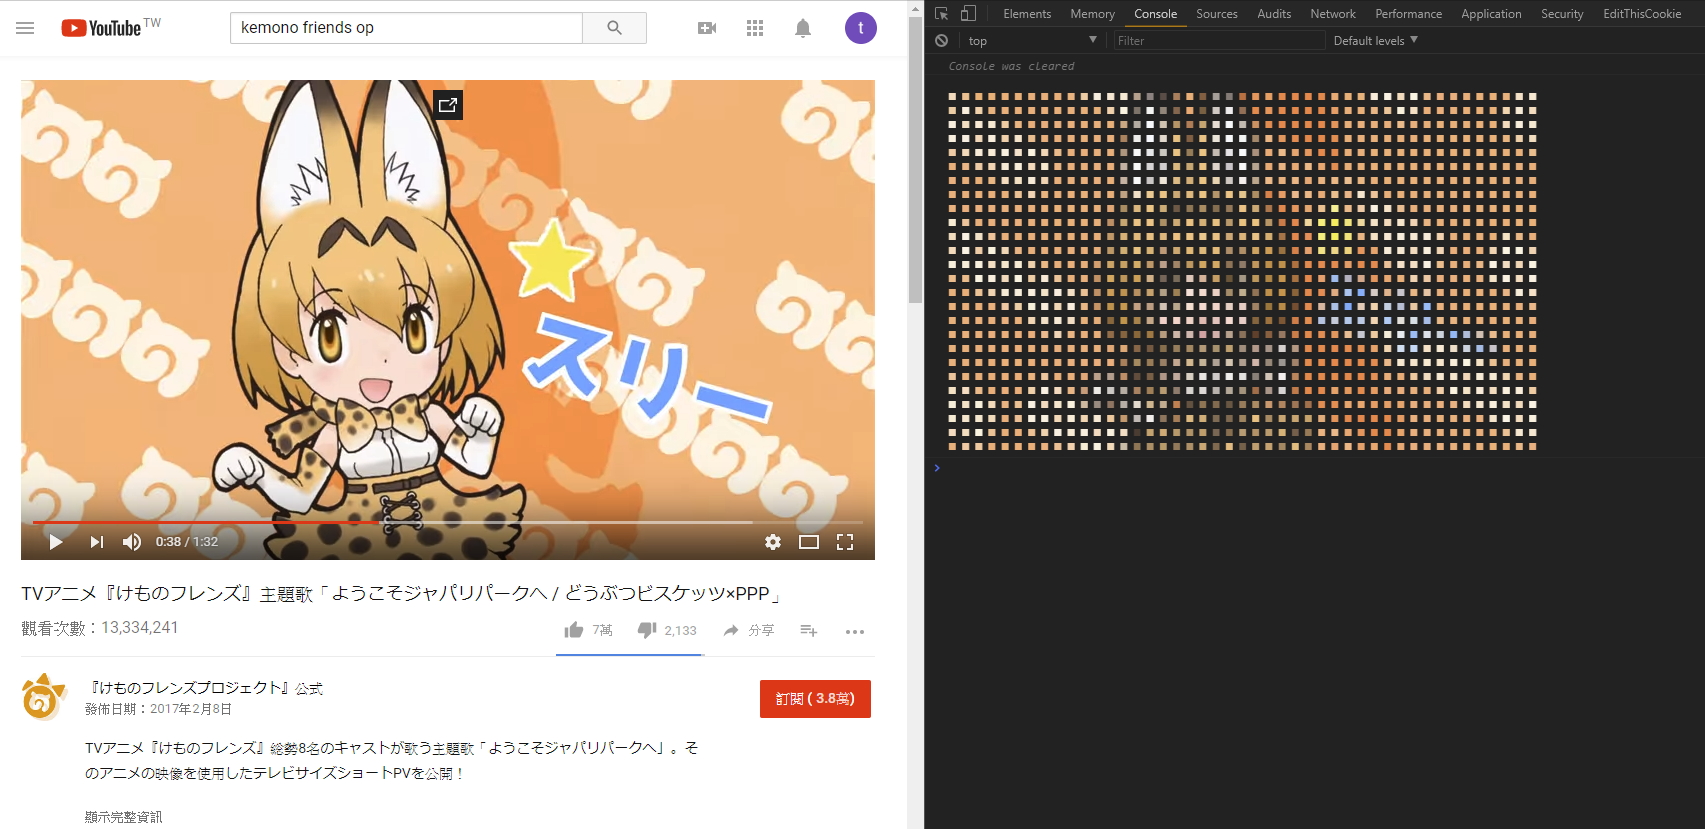 YouTube TW
kemono friends op
t
スリー
0:38 / 1:32
TVアニメ『けものフレンズ』主題歌「ようこそジャパリパークへ / どうぶつビスケッツ×PPP」
觀看次數：13,334,241
7萬
2,133
分享
『けものフレンズプロジェクト』公式
發佈日期：2017年2月8日
訂閱 ( 3.8萬)
TVアニメ『けものフレンズ』総勢8名のキャストが歌う主題歌「ようこそジャパリパークへ」。そ
のアニメの映像を使用したテレビサイズショートPVを公開！
顯示完整資訊
Elements Memory Console Sources Audits Network Performance Application Security EditThisCookie
top
Filter
Default levels
Console was cleared